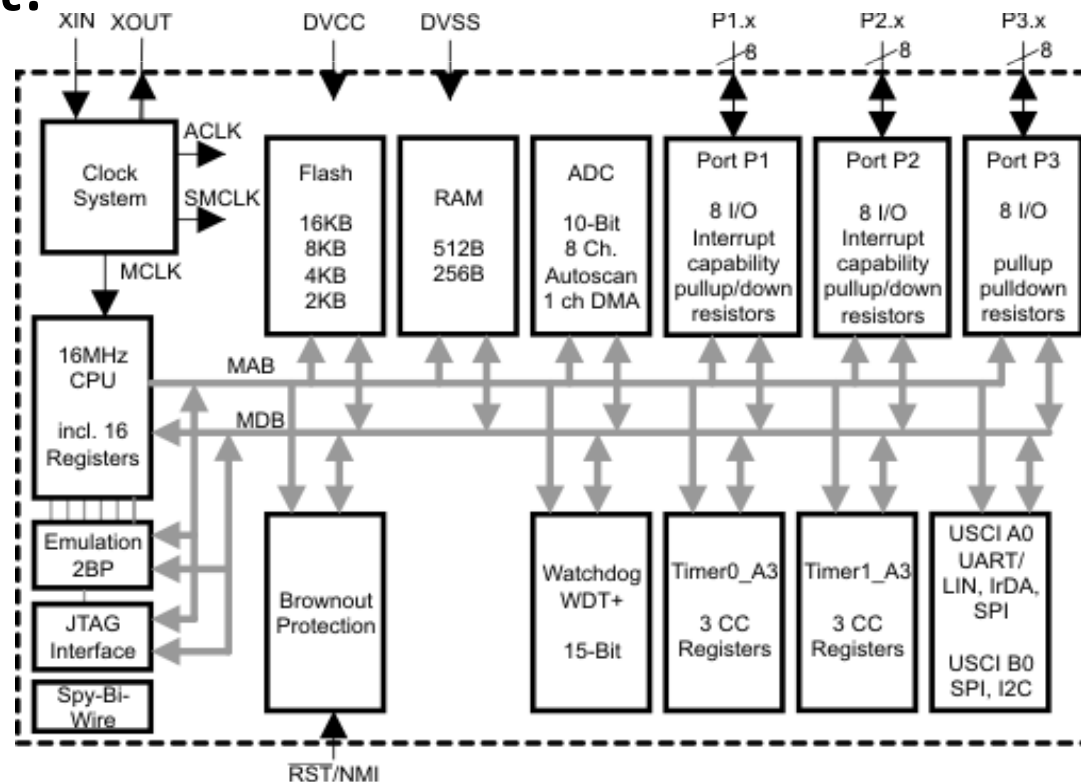 c.
XIN XOUT DVCC DVSS P1.x P2.x P3.x
8 8 8
Clock
System
ACLK
SMCLK
MCLK
Flash
16KB
8KB
4KB
2KB
RAM
512B
256B
ADC
10-Bit
8 Ch.
Autoscan
1 ch DMA
Port P1
8 I/O
Interrupt
capability
pullup/down
resistors
Port P2
8 I/O
Interrupt
capability
pullup/down
resistors
Port P3
8 I/O
pullup
pulldown
resistors
16MHz
CPU
incl. 16
Registers
MAB
MDB
Emulation
2BP
JTAG
Interface
Spy-Bi-
Wire
Brownout
Protection
Watchdog
WDT+
15-Bit
Timer0_A3
3 CC
Registers
Timer1_A3
3 CC
Registers
USCI A0
UART/
LIN, IrDA,
SPI
USCI B0
SPI, I2C
RST/NMI